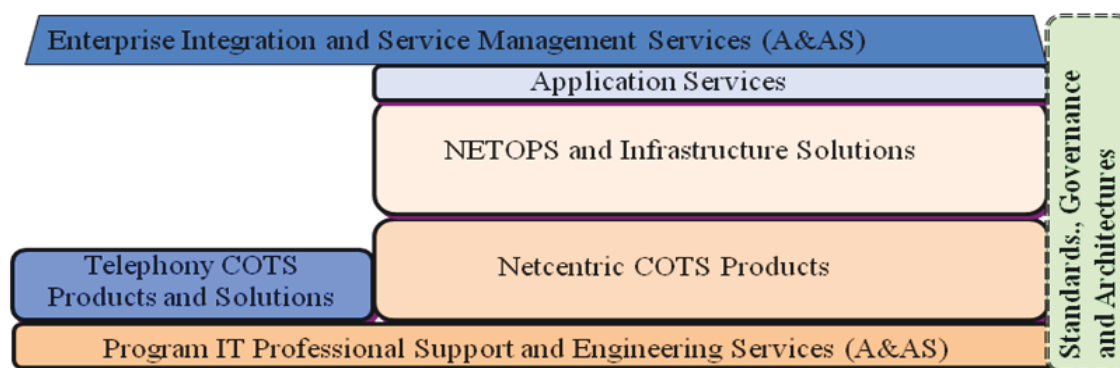 Enterprise Integration and Service Management Services (A&AS)
Application Services
NETOPS and Infrastructure Solutions
Netcentric COTS Products
Telephony COTS
Products and Solutions
Program IT Professional Support and Engineering Services (A&AS)
Standards., Governance
and Architectures